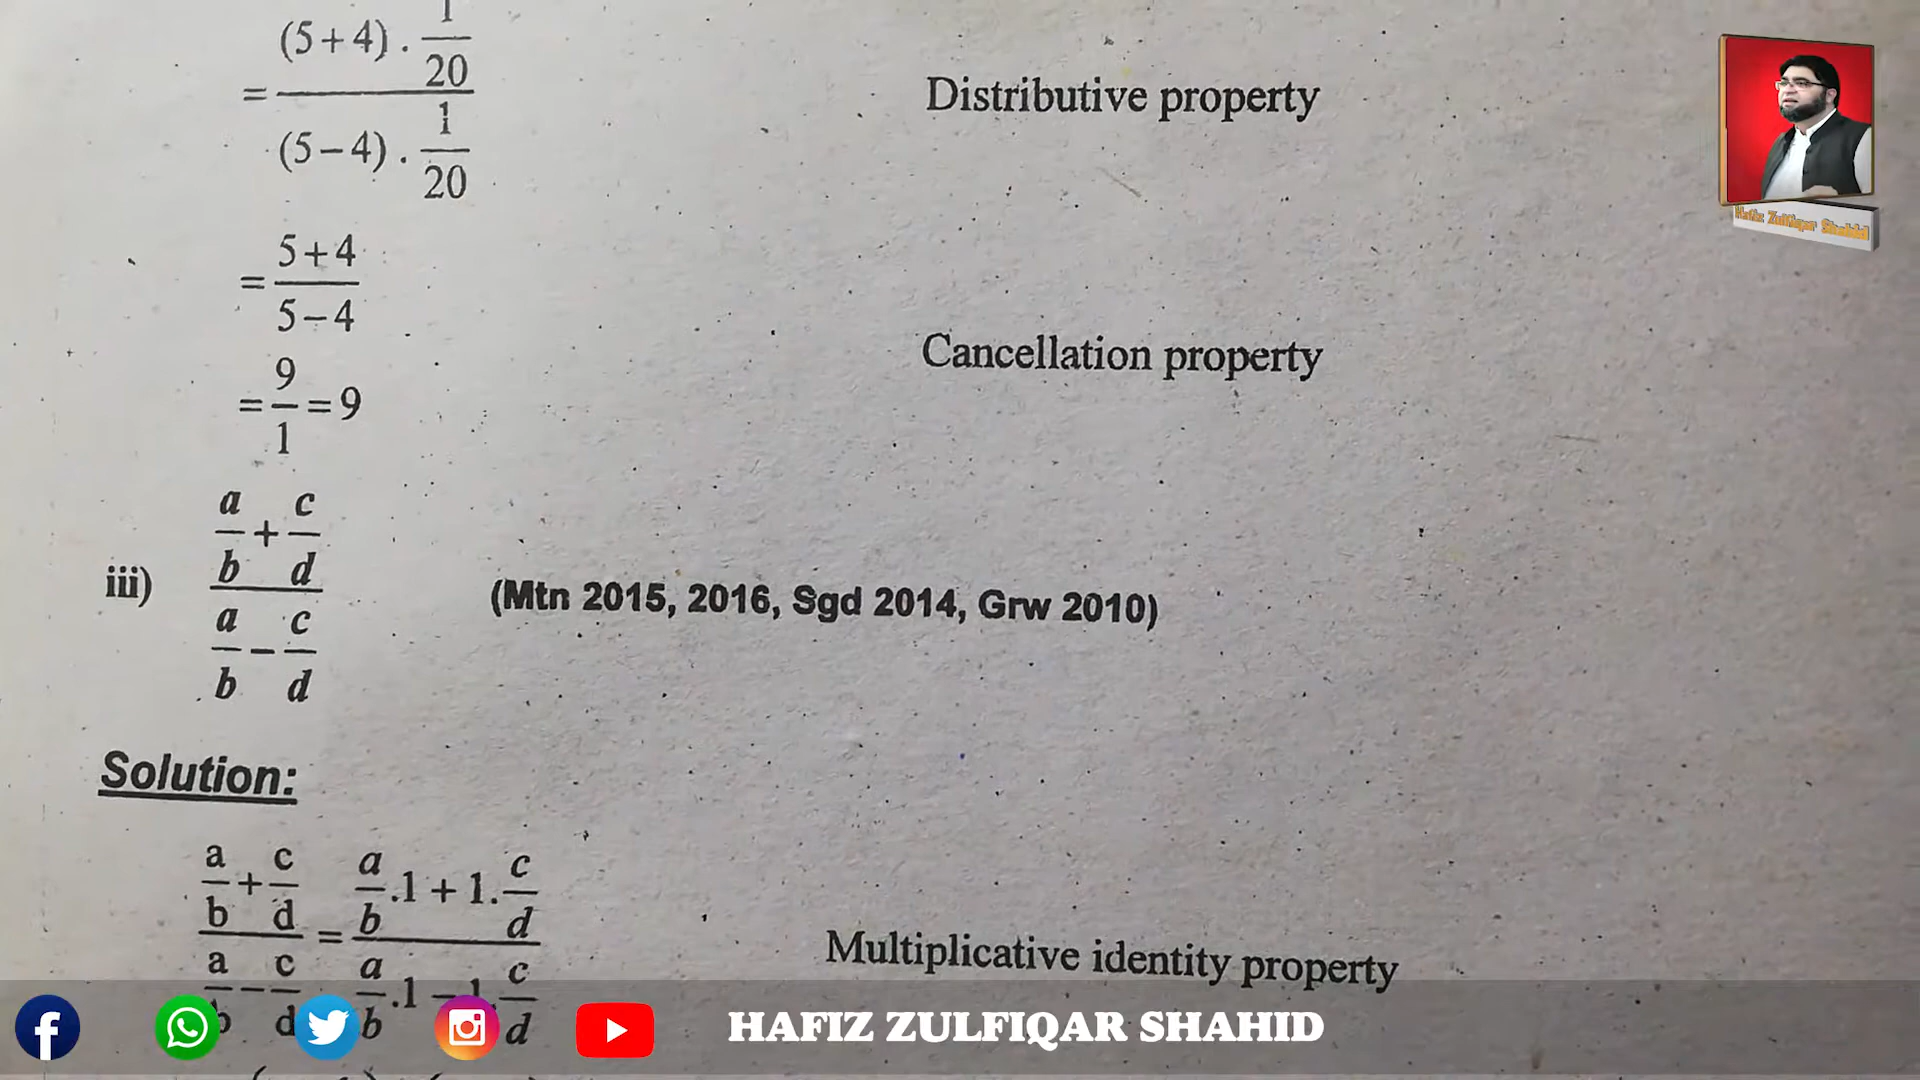 = (5+4) . 1/20 / (5−4) . 1/20 Distributive property
= 5+4 / 5−4
Cancellation property
= 9/1 = 9
iii) a/b + c/d / a/b − c/d (Mtn 2015, 2016, Sgd 2014, Grw 2010)
Solution:
a/b + c/d / a/b − c/d = a/b .1 + 1. c/d / a/b .1 − 1. c/d Multiplicative identity property
Hafiz Zulfiqar Shahid
HAFIZ ZULFIQAR SHAHID